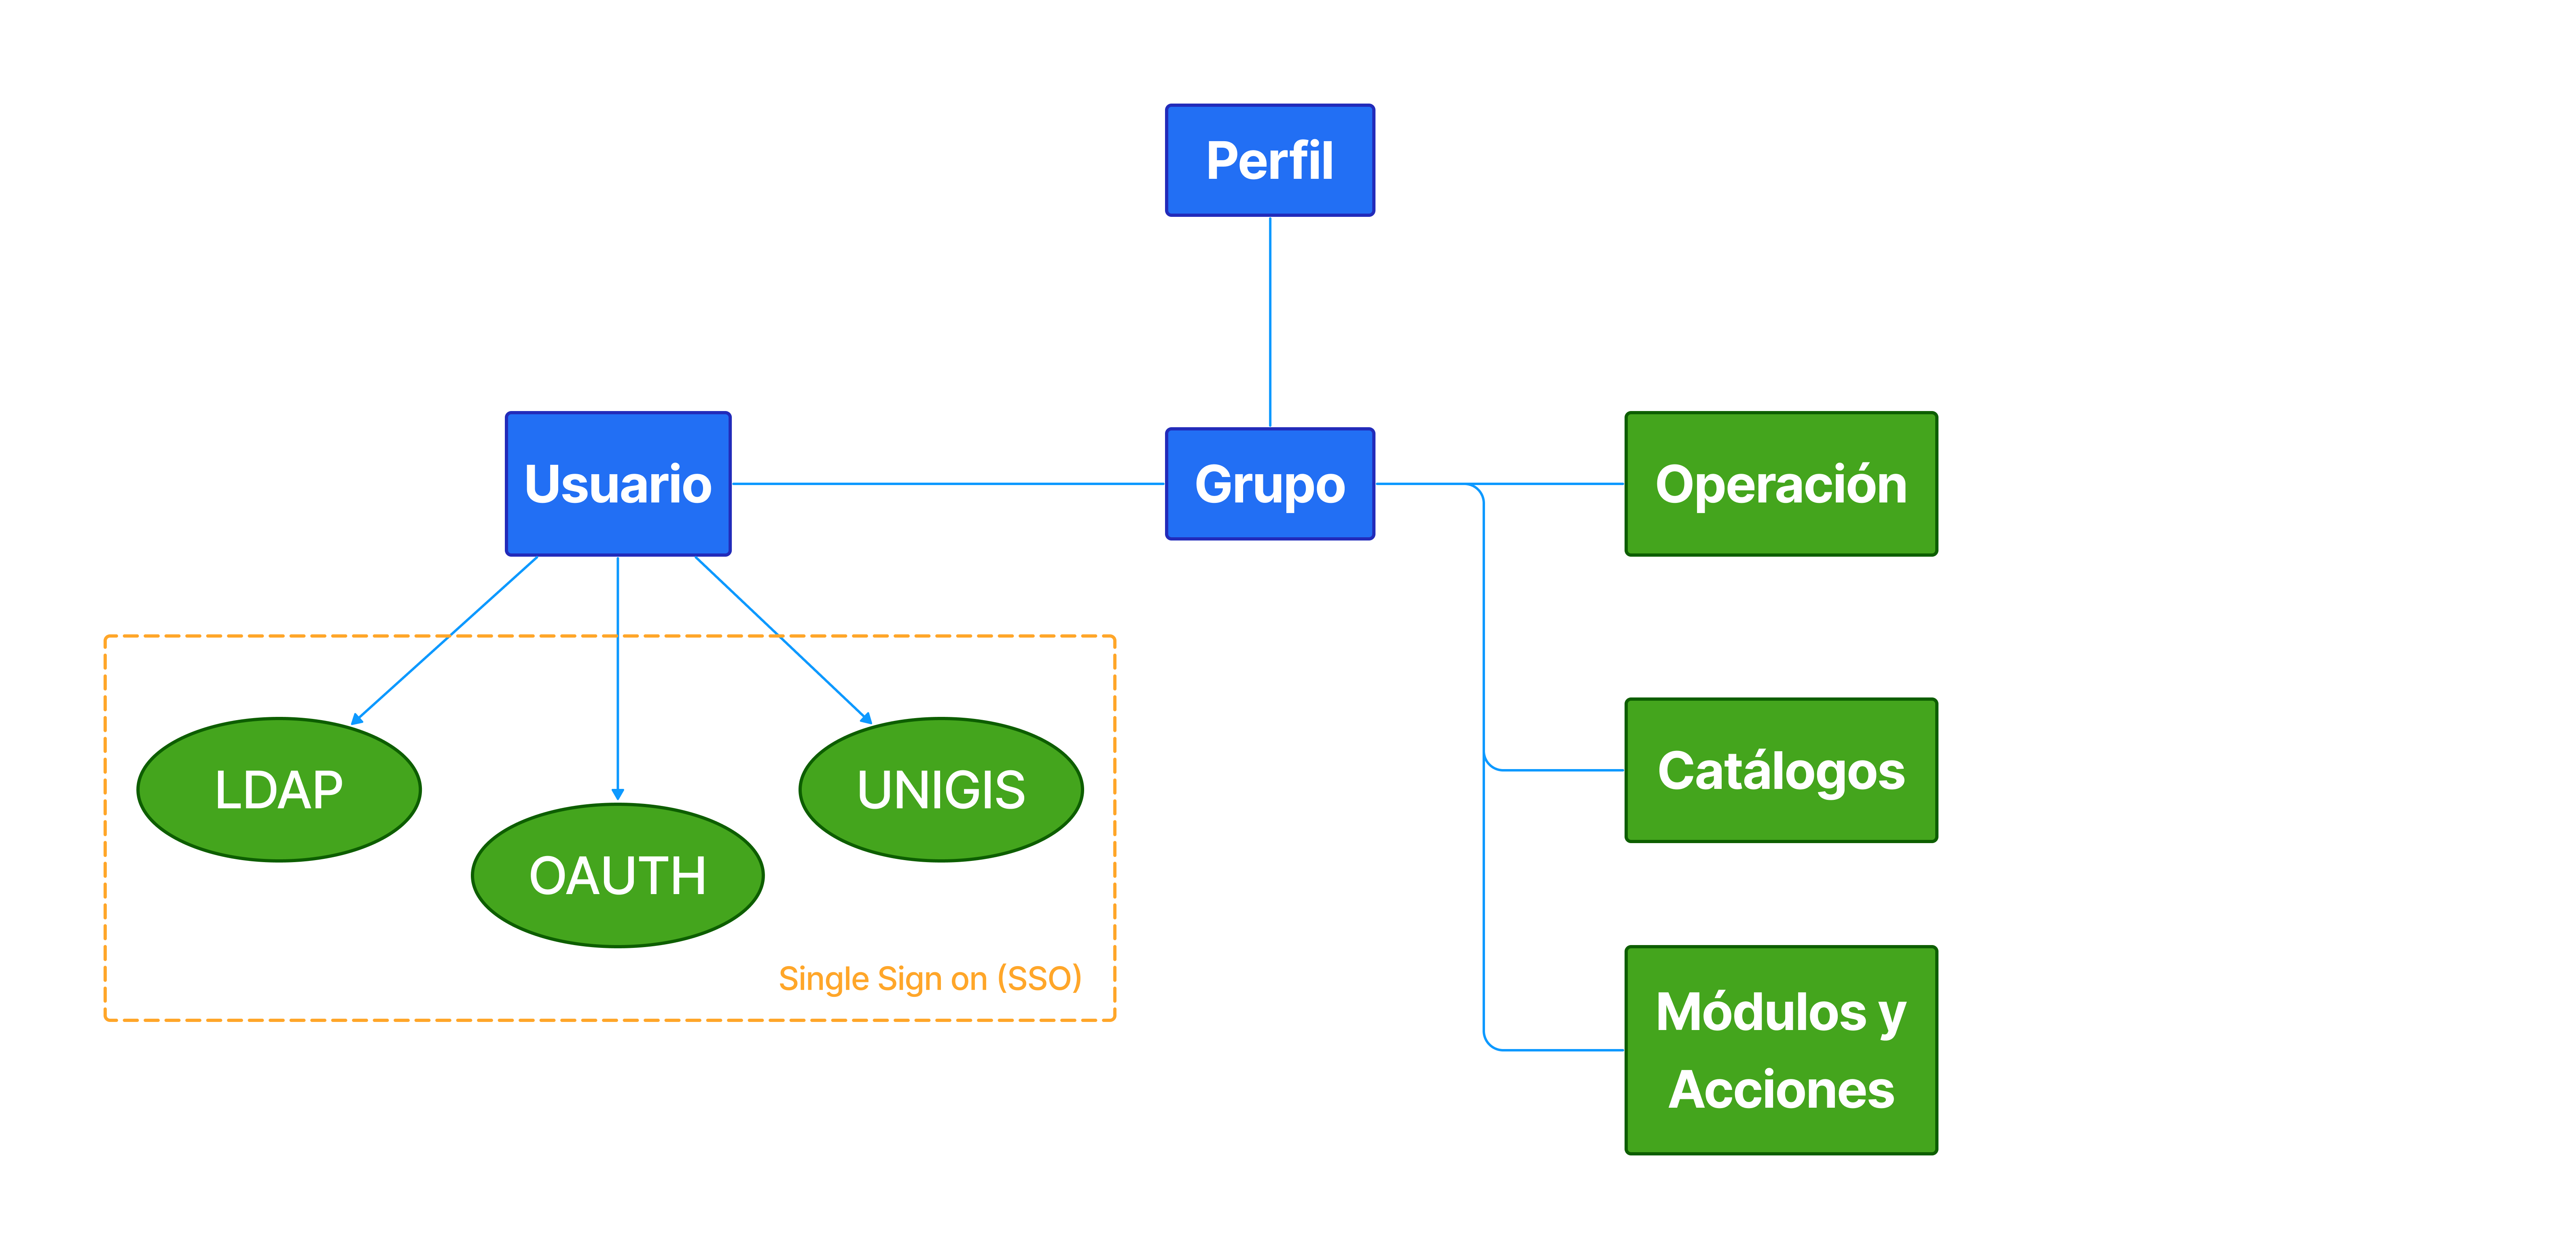 Perfil
Usuario
Grupo
Operación
LDAP
OAUTH
UNIGIS
Single Sign on (SSO)
Catálogos
Módulos y
Acciones